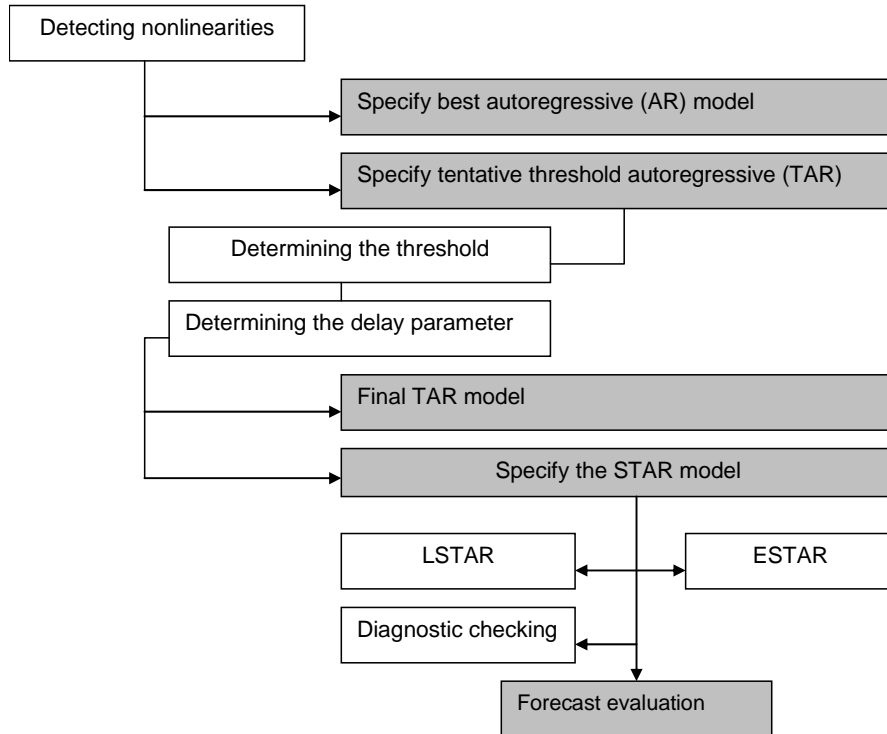 Detecting nonlinearities
Specify best autoregressive (AR) model
Specify tentative threshold autoregressive (TAR)
Determining the threshold
Determining the delay parameter
Final TAR model
Specify the STAR model
LSTAR
ESTAR
Diagnostic checking
Forecast evaluation